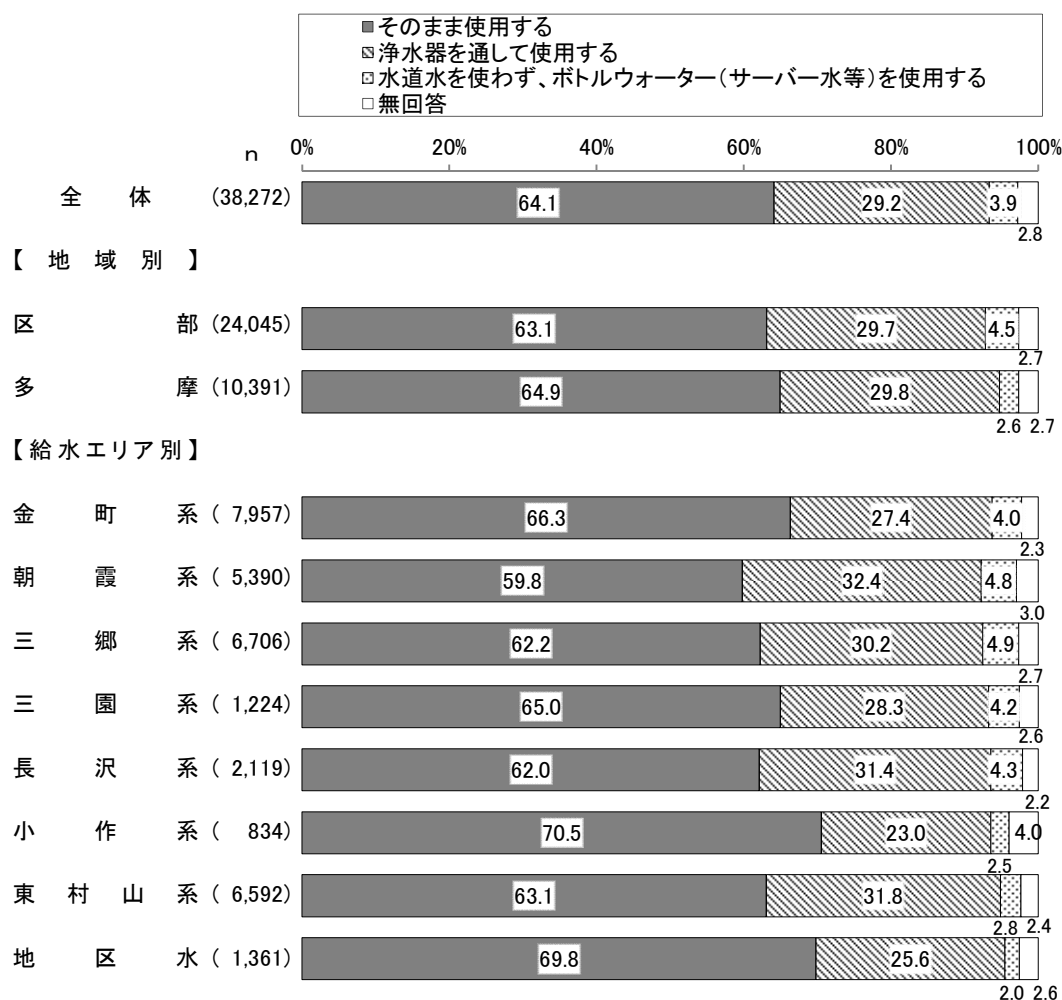 ■そのまま使用する
浄水器を通して使用する
水道水を使わず、ボトルウォーター（サーバー水等）を使用する
□無回答
n 0% 20% 40% 60% 80% 100%
全体 (38,272) 64.1 29.2 3.9 2.8
【地域別】
区部 (24,045) 63.1 29.7 4.5 2.7
多摩 (10,391) 64.9 29.8 2.6 2.7
【給水エリア別】
金町系 ( 7,957) 66.3 27.4 4.0 2.3
朝霞系 ( 5,390) 59.8 32.4 4.8 3.0
三郷系 ( 6,706) 62.2 30.2 4.9 2.7
三園系 ( 1,224) 65.0 28.3 4.2 2.6
長沢系 ( 2,119) 62.0 31.4 4.3 2.2
小作系 ( 834) 70.5 23.0 2.5 4.0
東村山系 ( 6,592) 63.1 31.8 2.8 2.4
地区水 ( 1,361) 69.8 25.6 2.0 2.6